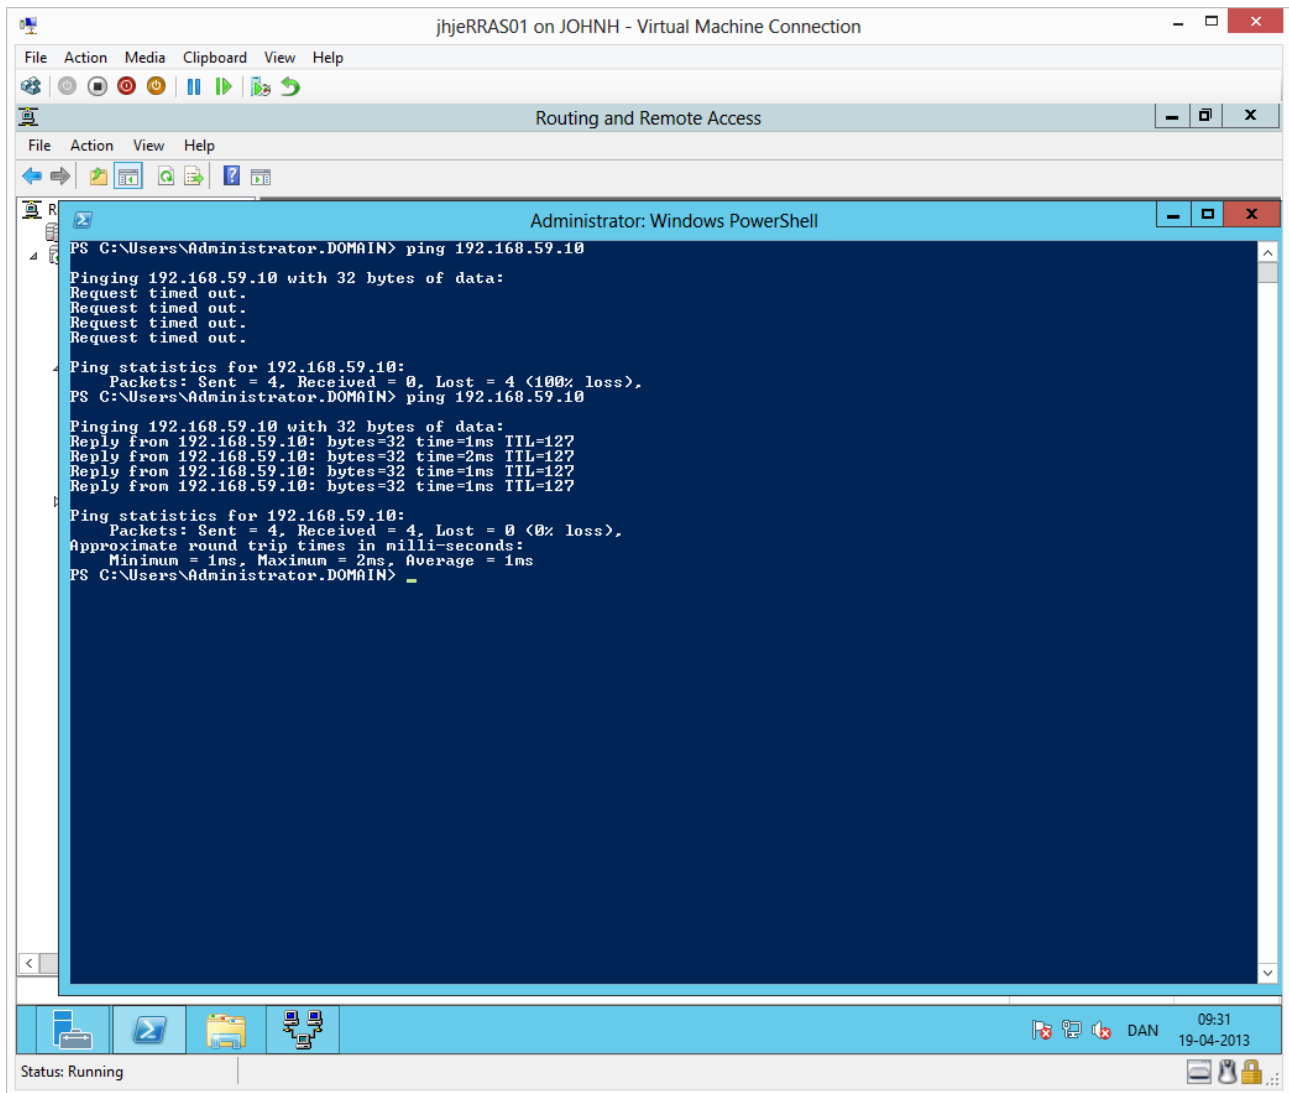 jhjeRRAS01 on JOHNH - Virtual Machine Connection
File Action Media Clipboard View Help
Routing and Remote Access
File Action View Help
R
Administrator: Windows PowerShell
PS C:\Users\Administrator.DOMAIN> ping 192.168.59.10
Pinging 192.168.59.10 with 32 bytes of data:
Request timed out.
Request timed out.
Request timed out.
Request timed out.
Ping statistics for 192.168.59.10:
Packets: Sent = 4, Received = 0, Lost = 4 (100% loss),
PS C:\Users\Administrator.DOMAIN> ping 192.168.59.10
Pinging 192.168.59.10 with 32 bytes of data:
Reply from 192.168.59.10: bytes=32 time=1ms TTL=127
Reply from 192.168.59.10: bytes=32 time=2ms TTL=127
Reply from 192.168.59.10: bytes=32 time=1ms TTL=127
Reply from 192.168.59.10: bytes=32 time=1ms TTL=127
Ping statistics for 192.168.59.10:
Packets: Sent = 4, Received = 4, Lost = 0 (0% loss),
Approximate round trip times in milli-seconds:
Minimum = 1ms, Maximum = 2ms, Average = 1ms
PS C:\Users\Administrator.DOMAIN> _
DAN
09:31
19-04-2013
Status: Running